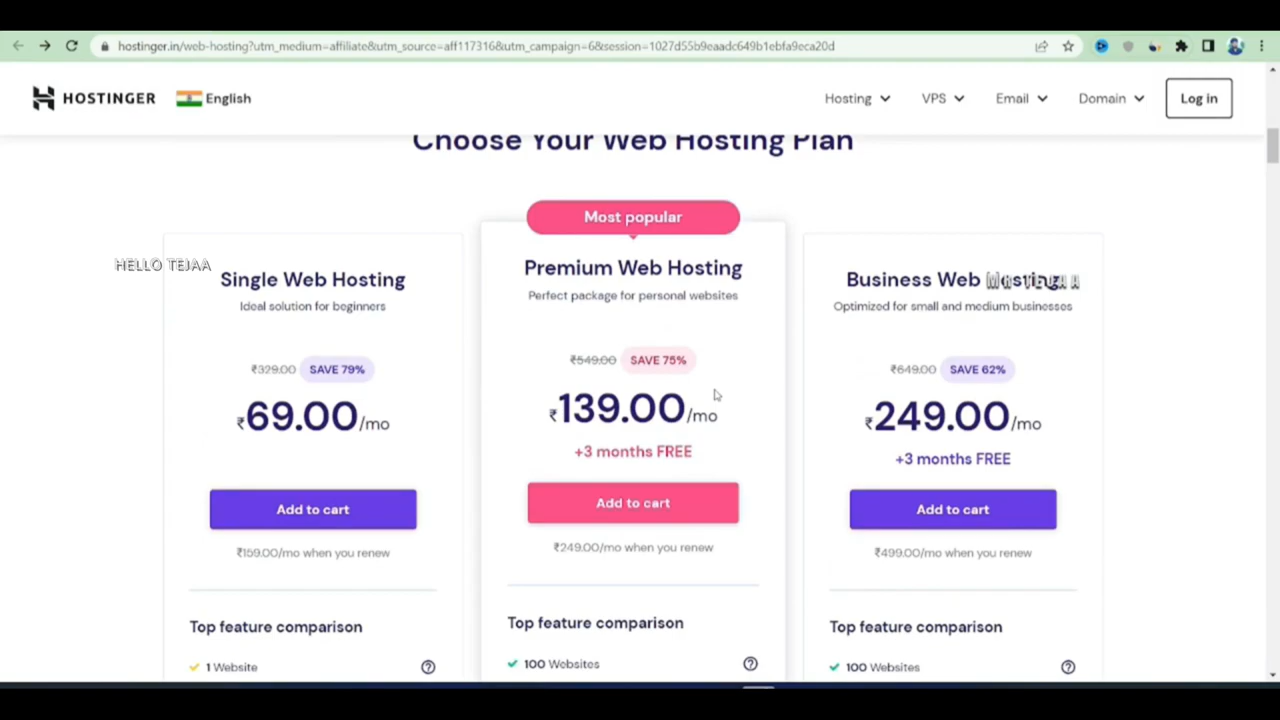 hostinger.in/web-hosting?utm_medium=affiliate&utm_source=aff117316&utm_campaign=6&session=1027d55b9eaadc649b1ebfa9eca20d
HOSTINGER English Hosting VPS Email Domain Log in
Choose Your Web Hosting Plan
Most popular
HELLO TEJAA
Single Web Hosting
Ideal solution for beginners
₹329.00 SAVE 79%
₹69.00/mo
Add to cart
₹159.00/mo when you renew
Top feature comparison
1 Website
Premium Web Hosting
Perfect package for personal websites
₹549.00 SAVE 75%
₹139.00/mo
+3 months FREE
Add to cart
₹249.00/mo when you renew
Top feature comparison
100 Websites
Business Web Hosting
Optimized for small and medium businesses
₹649.00 SAVE 62%
₹249.00/mo
+3 months FREE
Add to cart
₹499.00/mo when you renew
Top feature comparison
100 Websites